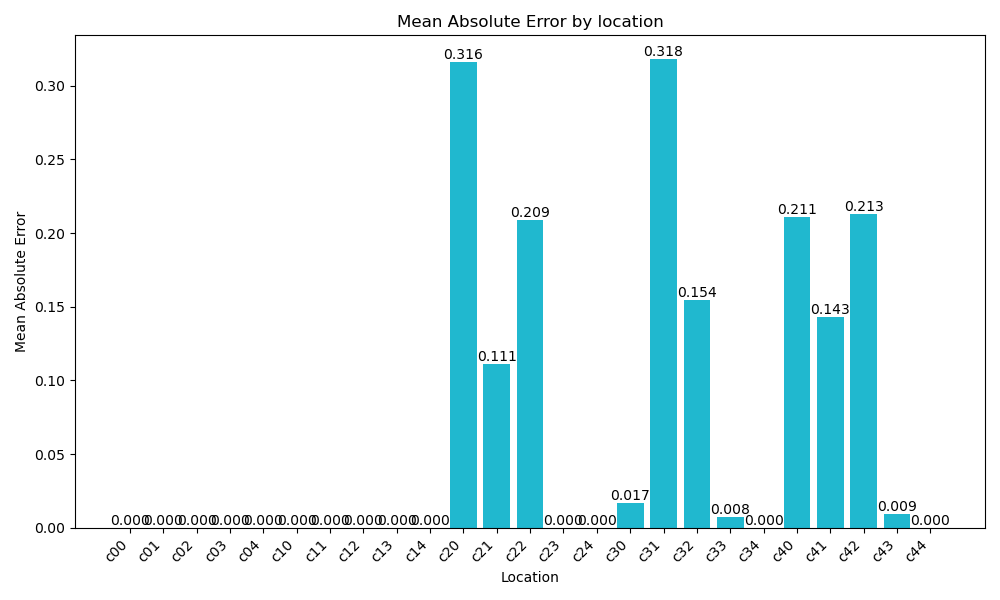 Mean Absolute Error by location
Mean Absolute Error
0.30
0.25
0.20
0.15
0.10
0.05
0.00
0.000 0.000 0.000 0.000 0.000 0.000 0.000 0.000 0.000 0.000 0.316 0.111 0.209 0.000 0.000 0.017 0.318 0.154 0.008 0.000 0.211 0.143 0.213 0.009 0.000
c00 c01 c02 c03 c04 c10 c11 c12 c13 c14 c20 c21 c22 c23 c24 c30 c31 c32 c33 c34 c40 c41 c42 c43 c44
Location